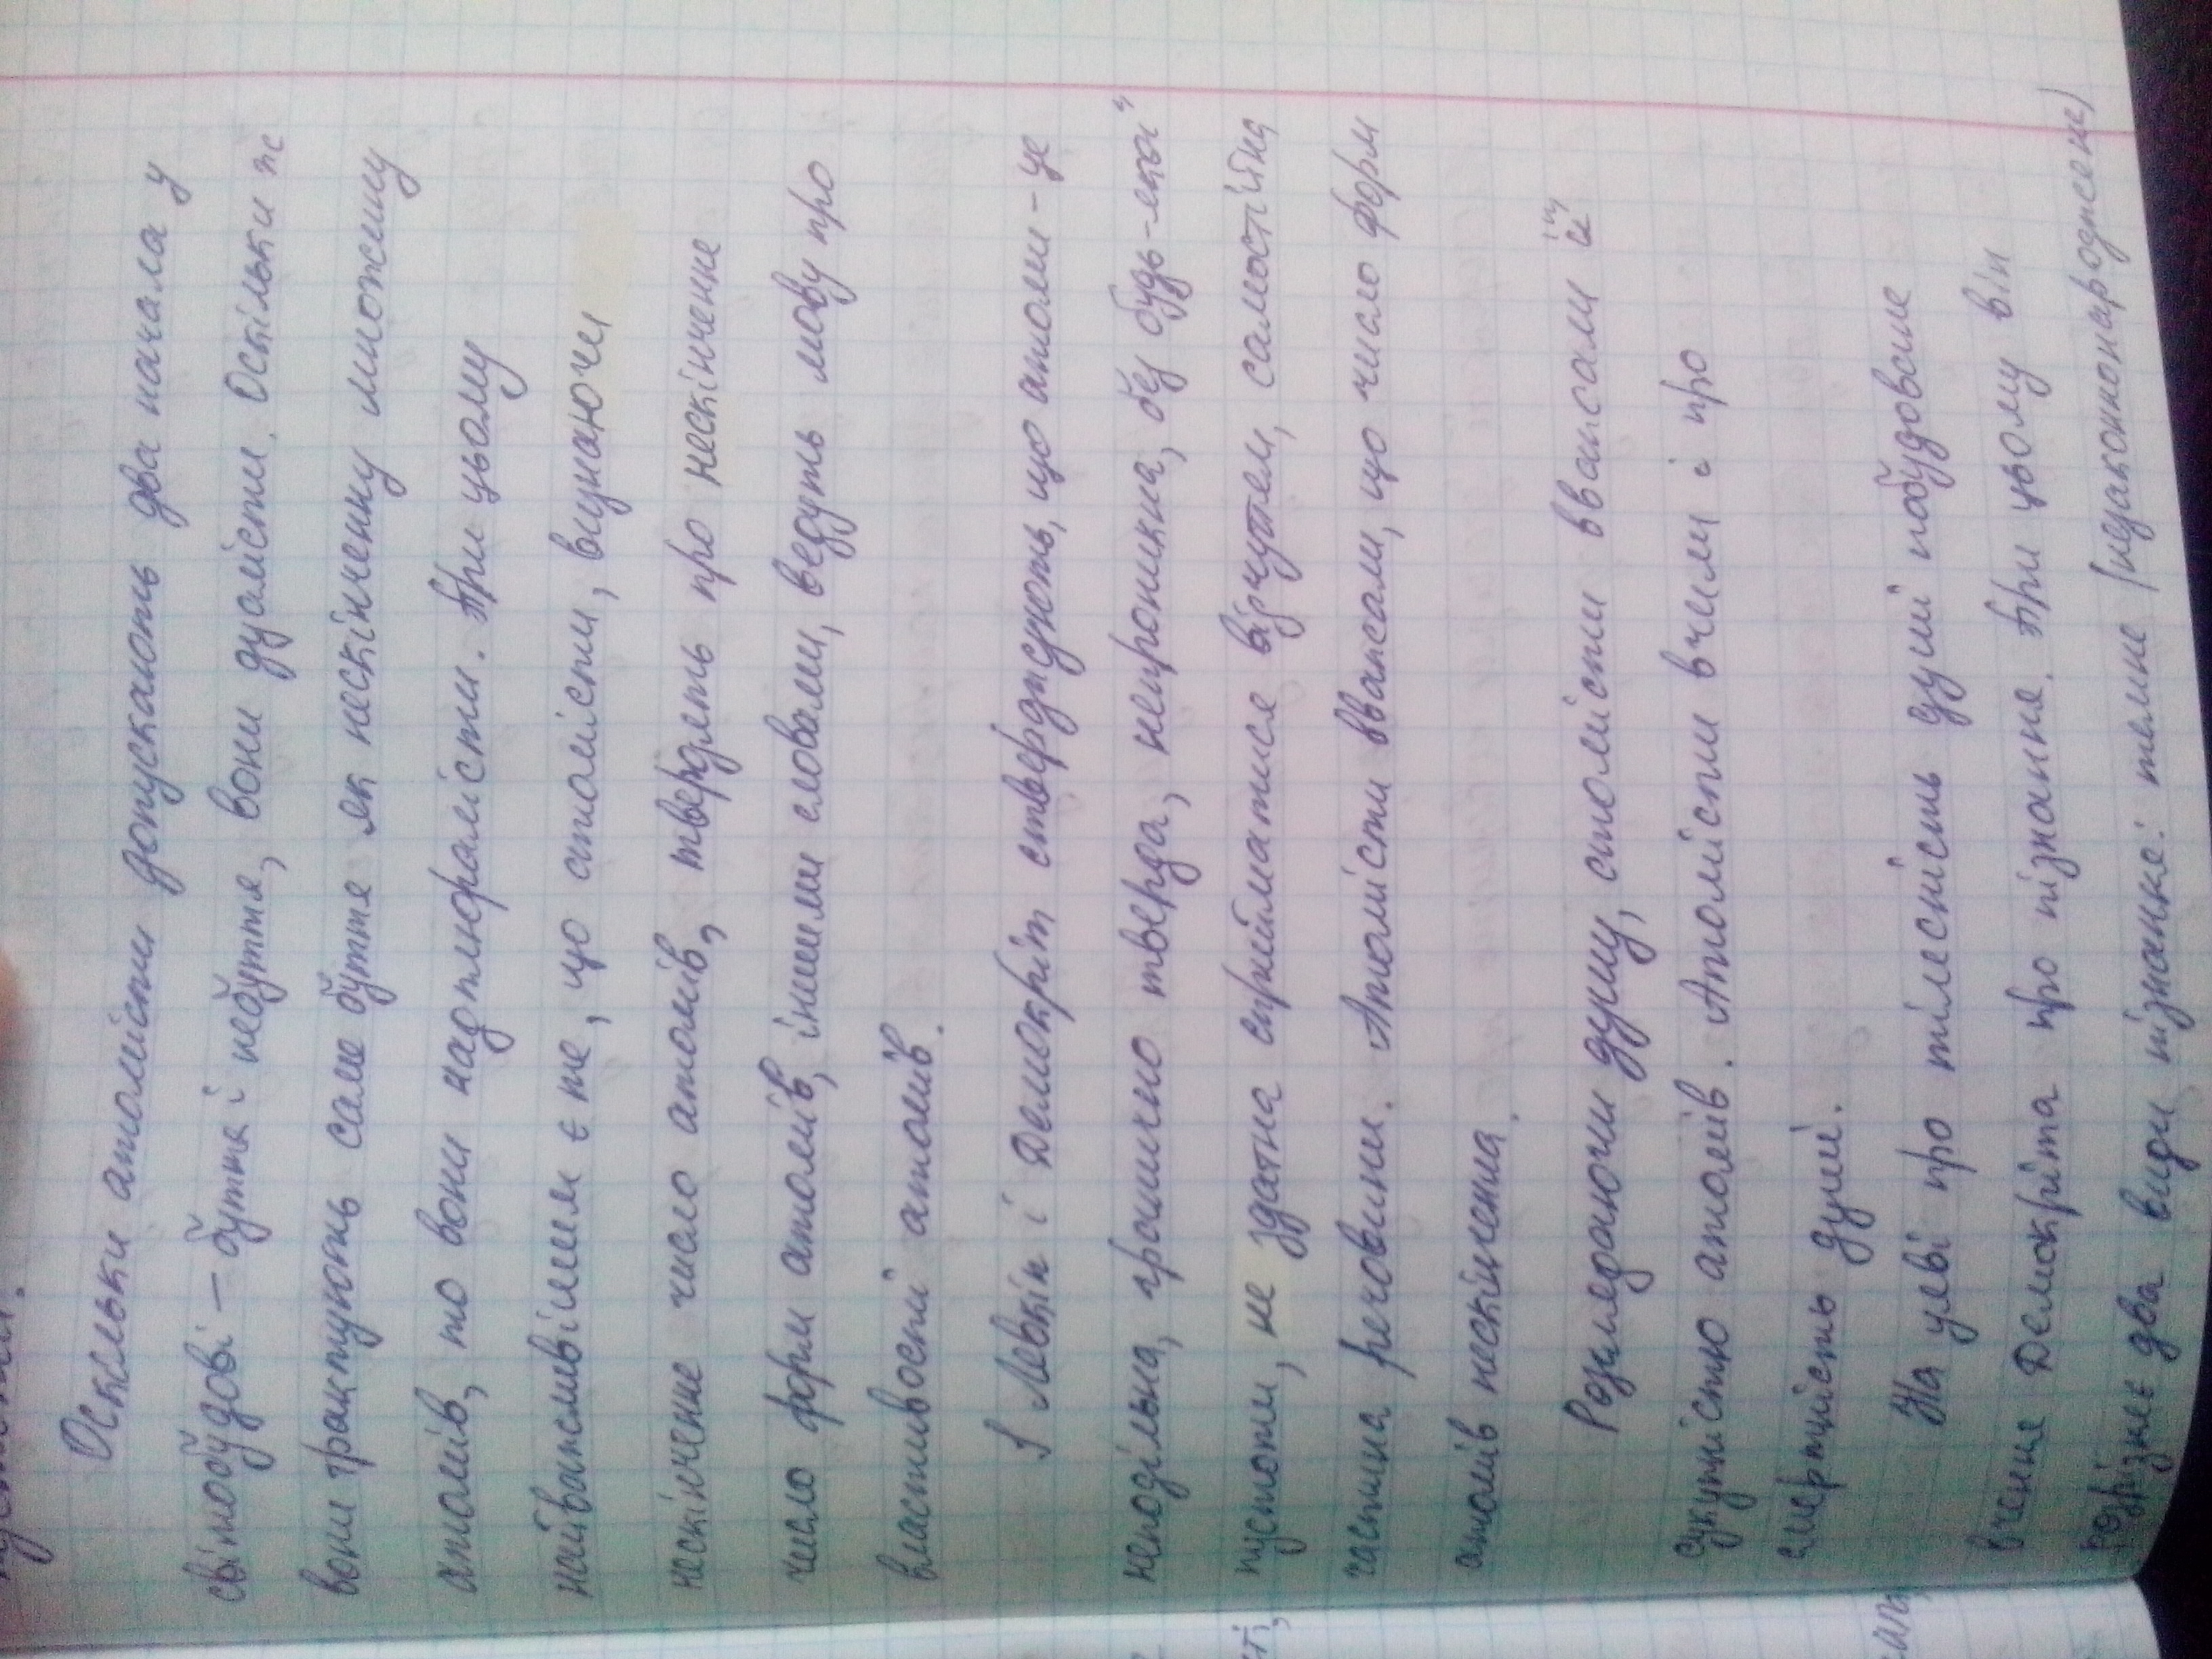 пустоти.
Оскільки атомісти допускають два начала у
світобудові – буття і небуття, вони дуалісти. Оскільки ж
вони трактують саме буття як нескінченну множину
атомів, то вони надплюралісти. При цьому
найважливішим є те, що атомісти, визнаючи
нескінченне число атомів, твердять про нескінченне
число форм атомів, іншими словами, ведуть мову про
властивості атомів.
І Левкіп і Демокріт стверджують, що атоми – це
неподільна, гранично тверда, непроникна, без будь-якої
пустоти, не здатна сприйматися відчуттям, самостійна
частина речовини. Атомісти вважали, що число форм
атомів нескінченна.
Розглядаючи душу, атомісти вважали її
сукупністю атомів. Атомісти вчили і про
смертність душі.
На уяві про тілесність душі побудоване
вчення Демокріта про пізнання. При цьому він
розрізняє два види пізнання: темне (незаконнонароджене)